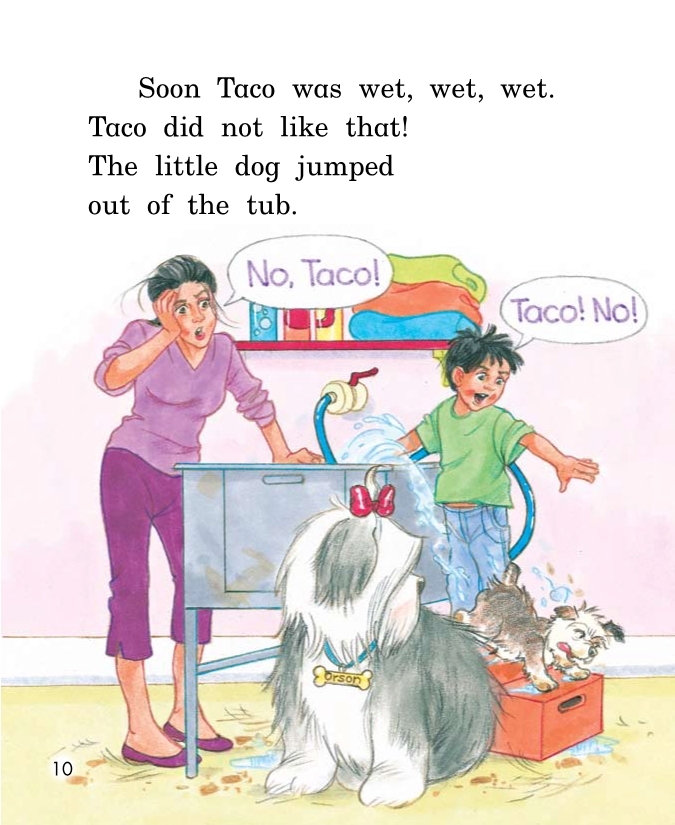 Soon Taco was wet, wet, wet.
Taco did not like that!
The little dog jumped
out of the tub.
No, Taco!
Taco! No!
Orson
10